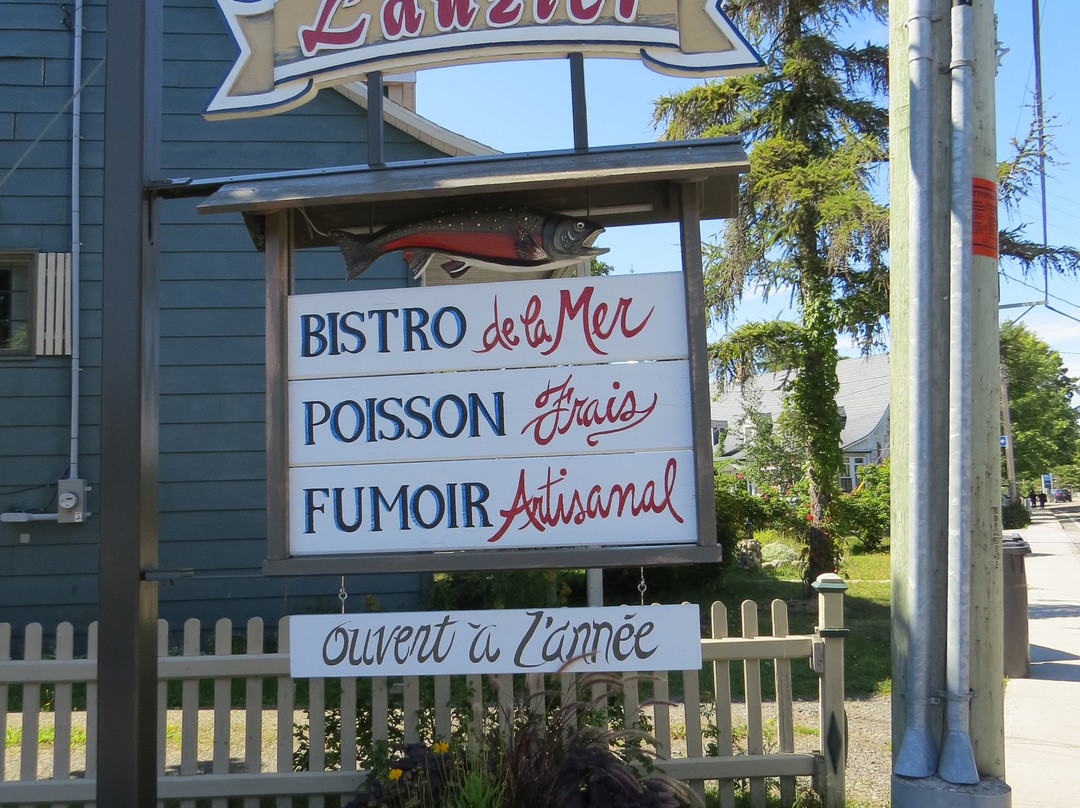 Lauzier
BISTRO de la Mer
POISSON Frais
FUMOIR Artisanal
Ouvert à L'année